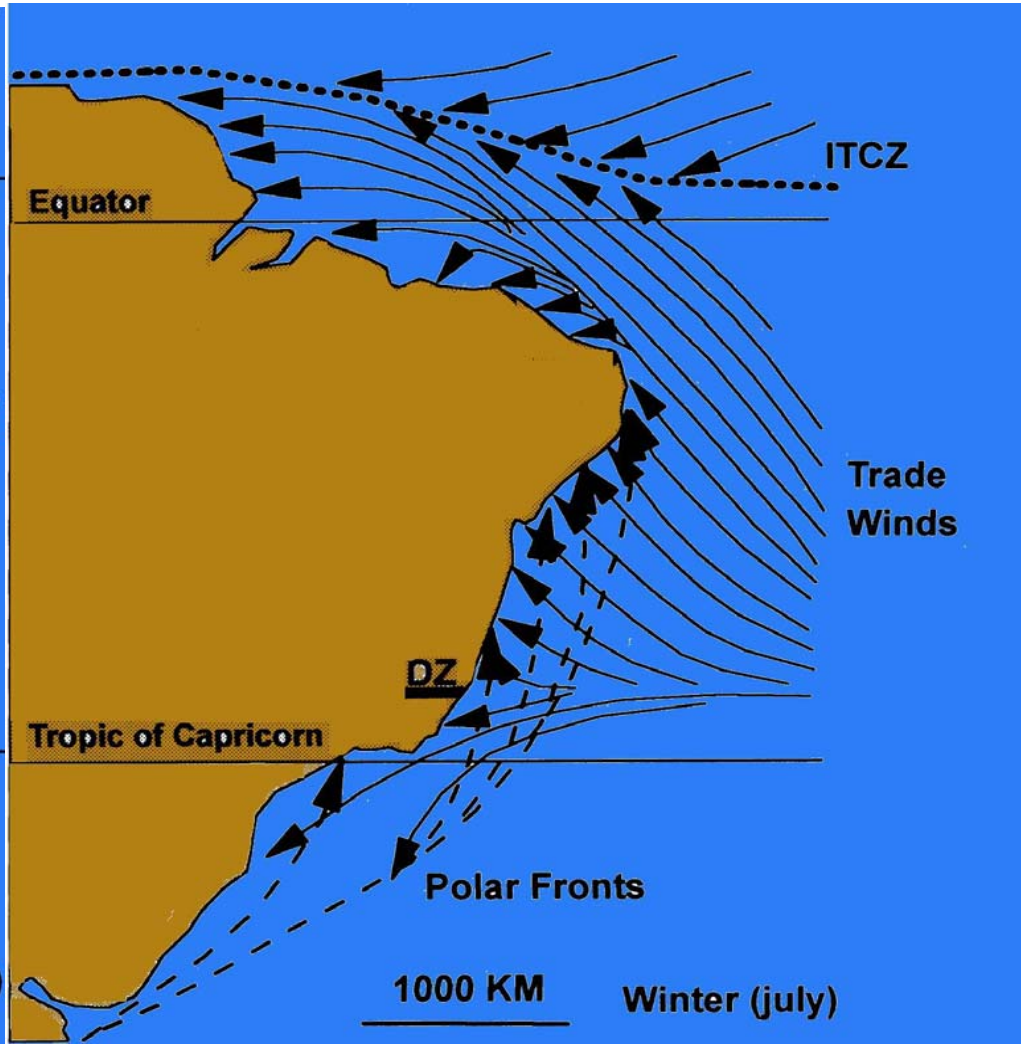 ITCZ
Equator
Trade
Winds
DZ
Tropic of Capricorn
Polar Fronts
1000 KM
Winter (july)